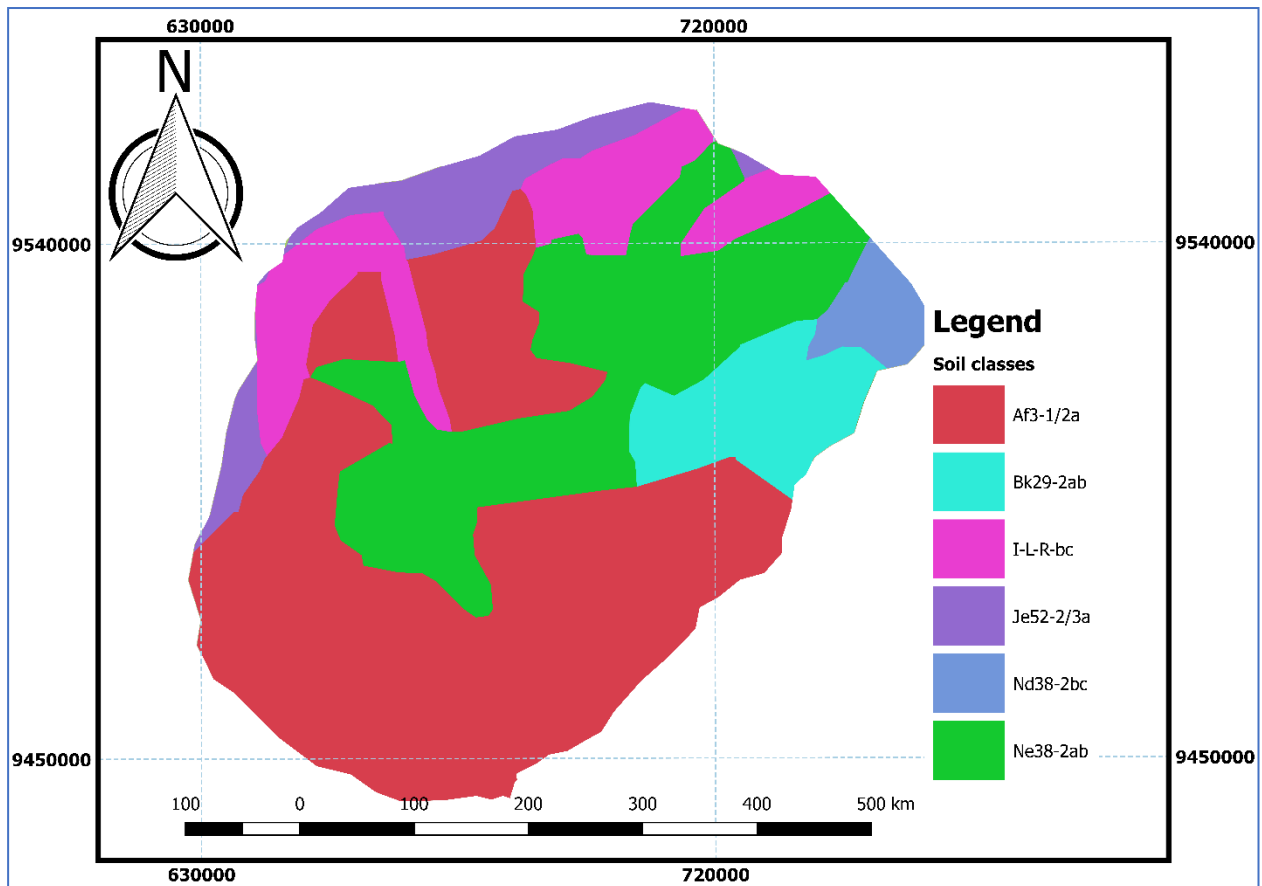 630000 720000
N
9540000 9540000
Legend
Soil classes
Af3-1/2a
Bk29-2ab
I-L-R-bc
Je52-2/3a
Nd38-2bc
Ne38-2ab
9450000 9450000
100 0 100 200 300 400 500 km
630000 720000